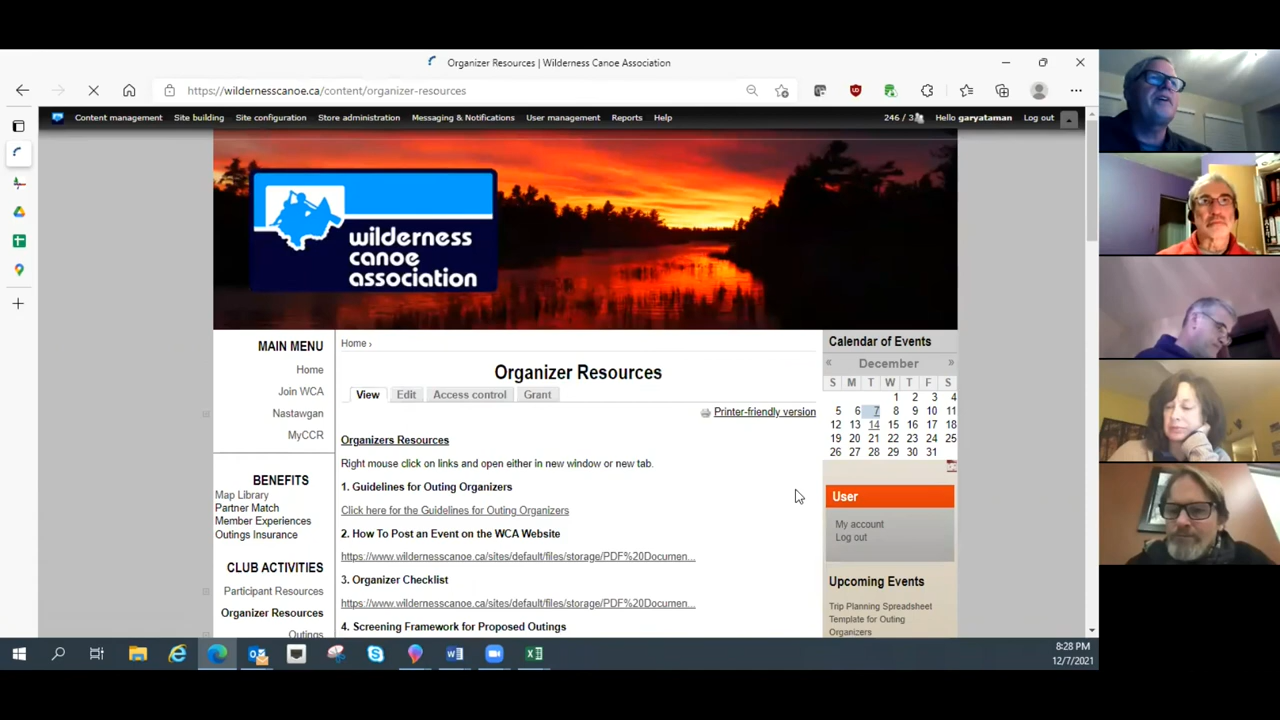 Organizer Resources | Wilderness Canoe Association
https://wildernesscanoe.ca/content/organizer-resources
Content management Site building Site configuration Store administration Messaging & Notifications User management Reports Help 246 / 3 Hello garyataman Log out
wilderness
canoe
association
MAIN MENU
Home
Join WCA
Nastawgan
MyCCR
BENEFITS
Map Library
Partner Match
Member Experiences
Outings Insurance
CLUB ACTIVITIES
Participant Resources
Organizer Resources
Outings
Home ›
Organizer Resources
View Edit Access control Grant
Printer-friendly version
Organizers Resources
Right mouse click on links and open either in new window or new tab.
1. Guidelines for Outing Organizers
Click here for the Guidelines for Outing Organizers
2. How To Post an Event on the WCA Website
https://www.wildernesscanoe.ca/sites/default/files/storage/PDF%20Documen...
3. Organizer Checklist
https://www.wildernesscanoe.ca/sites/default/files/storage/PDF%20Documen...
4. Screening Framework for Proposed Outings
Calendar of Events
« December »
S M T W T F S
1 2 3 4
5 6 7 8 9 10 11
12 13 14 15 16 17 18
19 20 21 22 23 24 25
26 27 28 29 30 31
User
My account
Log out
Upcoming Events
Trip Planning Spreadsheet
Template for Outing
Organizers
8:28 PM
12/7/2021